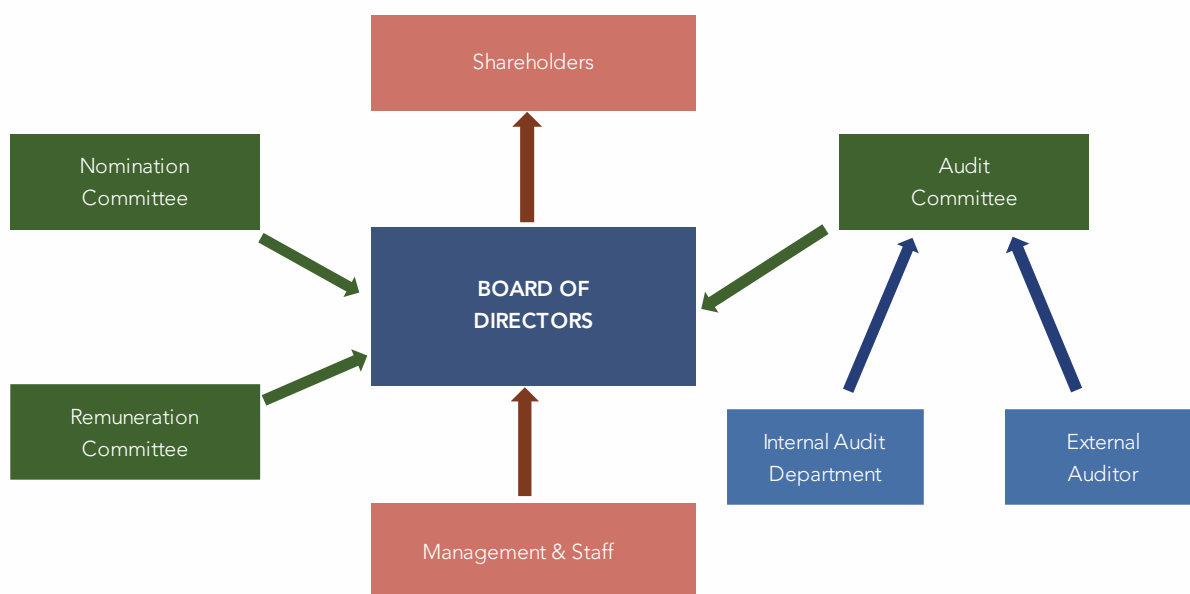 Shareholders
Nomination
Committee
Audit
Committee
BOARD OF
DIRECTORS
Remuneration
Committee
Internal Audit
Department
External
Auditor
Management & Staff